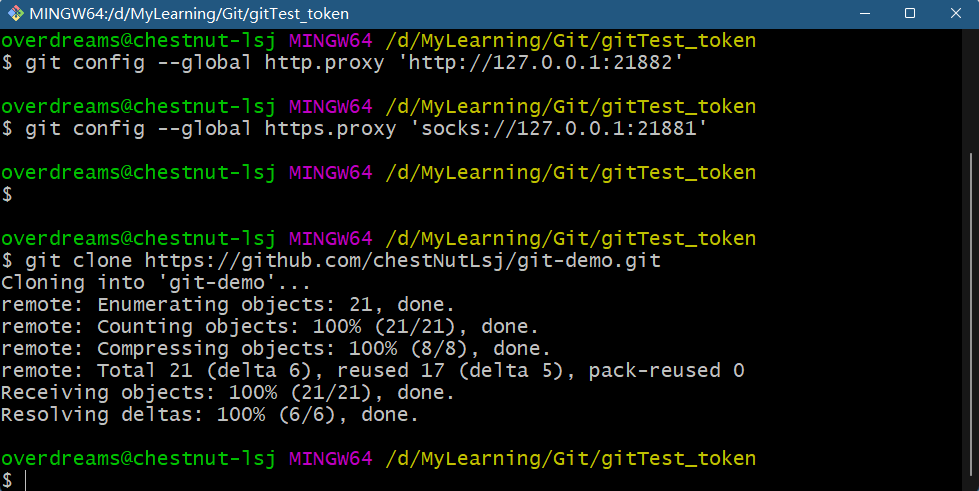 MINGW64:/d/MyLearning/Git/gitTest_token
overdreams@chestnut-lsj MINGW64 /d/MyLearning/Git/gitTest_token
$ git config --global http.proxy 'http://127.0.0.1:21882'
overdreams@chestnut-lsj MINGW64 /d/MyLearning/Git/gitTest_token
$ git config --global https.proxy 'socks://127.0.0.1:21881'
overdreams@chestnut-lsj MINGW64 /d/MyLearning/Git/gitTest_token
$
overdreams@chestnut-lsj MINGW64 /d/MyLearning/Git/gitTest_token
$ git clone https://github.com/chestNutLsj/git-demo.git
Cloning into 'git-demo'...
remote: Enumerating objects: 21, done.
remote: Counting objects: 100% (21/21), done.
remote: Compressing objects: 100% (8/8), done.
remote: Total 21 (delta 6), reused 17 (delta 5), pack-reused 0
Receiving objects: 100% (21/21), done.
Resolving deltas: 100% (6/6), done.
overdreams@chestnut-lsj MINGW64 /d/MyLearning/Git/gitTest_token
$